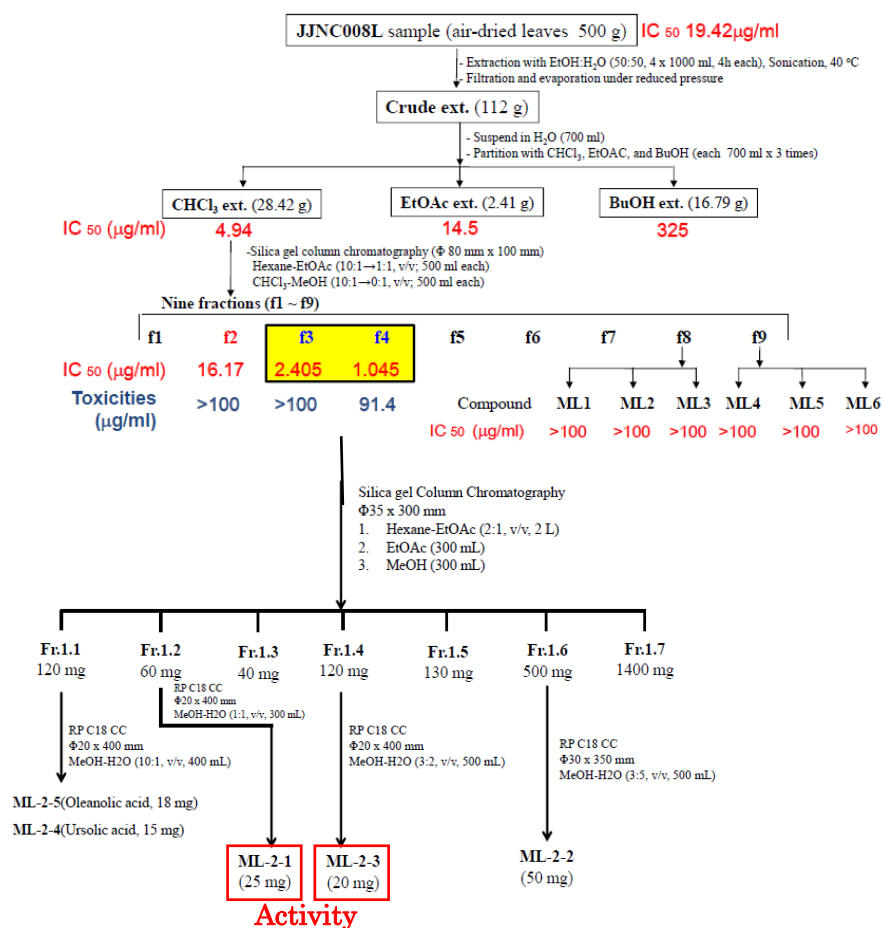 JJNC008L sample (air-dried leaves 500 g) IC 50 19.42μg/ml
- Extraction with EtOH:H2O (50:50, 4 x 1000 ml, 4h each), Sonication, 40 °C
- Filtration and evaporation under reduced pressure
Crude ext. (112 g)
- Suspend in H2O (700 ml)
- Partition with CHCl3, EtOAC, and BuOH (each 700 ml x 3 times)
CHCl3 ext. (28.42 g) EtOAc ext. (2.41 g) BuOH ext. (16.79 g)
IC 50 (μg/ml) 4.94 14.5 325
-Silica gel column chromatography (Φ 80 mm x 100 mm)
Hexane-EtOAc (10:1→1:1, v/v; 500 ml each)
CHCl3-MeOH (10:1→0:1, v/v; 500 ml each)
Nine fractions (f1 ~ f9)
f1 f2 f3 f4 f5 f6 f7 f8 f9
IC 50 (μg/ml) 16.17 2.405 1.045
Toxicities
(μg/ml) >100 >100 91.4
Compound ML1 ML2 ML3 ML4 ML5 ML6
IC 50 (μg/ml) >100 >100 >100 >100 >100 >100
Silica gel Column Chromatography
Φ35 x 300 mm
1. Hexane-EtOAc (2:1, v/v, 2 L)
2. EtOAc (300 mL)
3. MeOH (300 mL)
Fr.1.1 Fr.1.2 Fr.1.3 Fr.1.4 Fr.1.5 Fr.1.6 Fr.1.7
120 mg 60 mg 40 mg 120 mg 130 mg 500 mg 1400 mg
RP C18 CC
Φ20 x 400 mm
MeOH-H2O (1:1, v/v, 300 mL)
RP C18 CC
Φ20 x 400 mm
MeOH-H2O (10:1, v/v, 400 mL)
RP C18 CC
Φ20 x 400 mm
MeOH-H2O (3:2, v/v, 500 mL)
RP C18 CC
Φ30 x 350 mm
MeOH-H2O (3:5, v/v, 500 mL)
ML-2-5(Oleanolic acid, 18 mg)
ML-2-4(Ursolic acid, 15 mg)
ML-2-1
(25 mg)
ML-2-3
(20 mg)
ML-2-2
(50 mg)
Activity